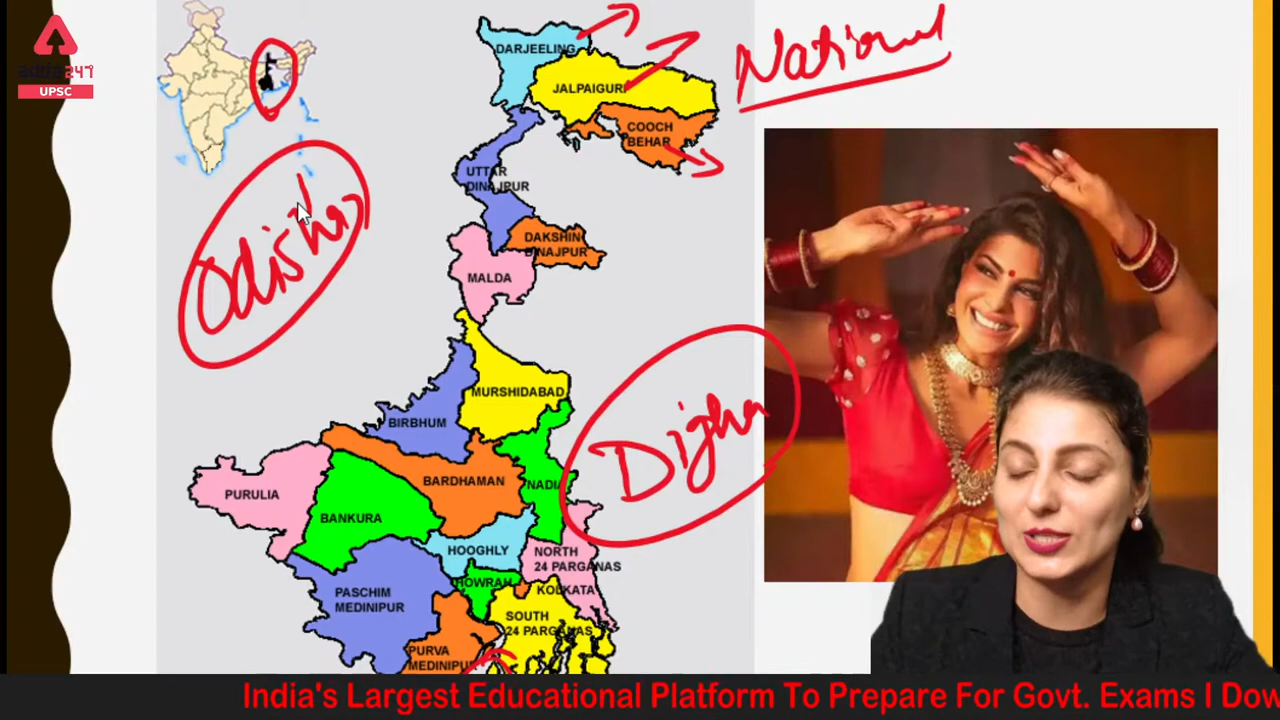 adda247
UPSC
DARJEELING
JALPAIGURI
National
COOCH
BEHAR
UTTAR
DINAJPUR
Odisha
DAKSHIN
DINAJPUR
MALDA
MURSHIDABAD
BIRBHUM
Digha
BARDHAMAN
NADIA
PURULIA
BANKURA
HOOGHLY
NORTH
24 PARGANAS
HOWRAH
KOLKATA
PASCHIM
MEDINIPUR
SOUTH
24 PARGANAS
PURVA
MEDINIPUR
India's Largest Educational Platform To Prepare For Govt. Exams I Dow